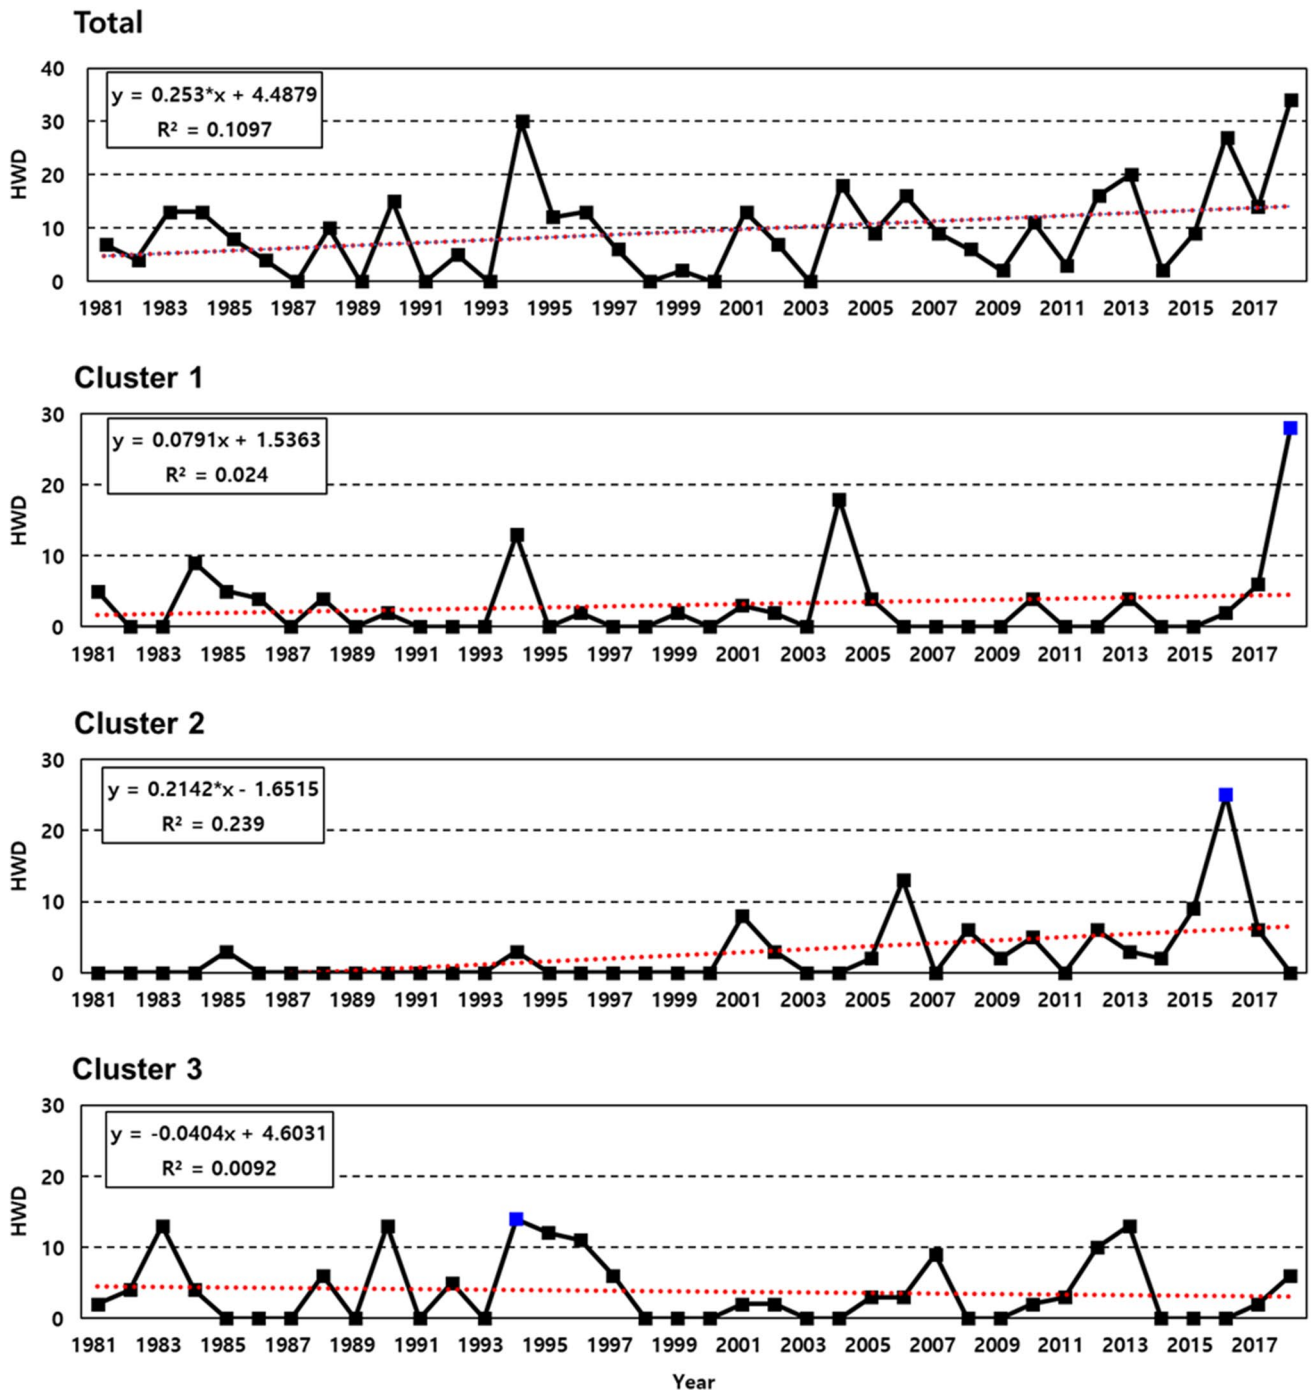 Total
40
30
20
10
0
HWD
y = 0.253*x + 4.4879
R² = 0.1097
1981 1983 1985 1987 1989 1991 1993 1995 1997 1999 2001 2003 2005 2007 2009 2011 2013 2015 2017
Cluster 1
30
20
10
0
HWD
y = 0.0791x + 1.5363
R² = 0.024
1981 1983 1985 1987 1989 1991 1993 1995 1997 1999 2001 2003 2005 2007 2009 2011 2013 2015 2017
Cluster 2
30
20
10
0
HWD
y = 0.2142*x - 1.6515
R² = 0.239
1981 1983 1985 1987 1989 1991 1993 1995 1997 1999 2001 2003 2005 2007 2009 2011 2013 2015 2017
Cluster 3
30
20
10
0
HWD
y = -0.0404x + 4.6031
R² = 0.0092
1981 1983 1985 1987 1989 1991 1993 1995 1997 1999 2001 2003 2005 2007 2009 2011 2013 2015 2017
Year